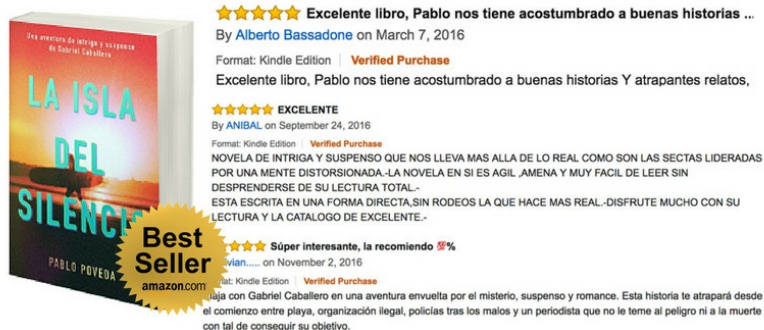 Una aventura de intriga y suspense
de Gabriel Caballero
LA ISLA
DEL
SILENCIO
PABLO POVEDA
Best
Seller
amazon.com
Excelente libro, Pablo nos tiene acostumbrado a buenas historias ...
By Alberto Bassadone on March 7, 2016
Format: Kindle Edition Verified Purchase
Excelente libro, Pablo nos tiene acostumbrado a buenas historias Y atrapantes relatos,
EXCELENTE
By ANIBAL on September 24, 2016
Format: Kindle Edition Verified Purchase
NOVELA DE INTRIGA Y SUSPENSO QUE NOS LLEVA MAS ALLA DE LO REAL COMO SON LAS SECTAS LIDERADAS
POR UNA MENTE DISTORSIONADA.-LA NOVELA EN SI ES AGIL ,AMENA Y MUY FACIL DE LEER SIN
DESPRENDERSE DE SU LECTURA TOTAL.-
ESTA ESCRITA EN UNA FORMA DIRECTA,SIN RODEOS LA QUE HACE MAS REAL.-DISFRUTE MUCHO CON SU
LECTURA Y LA CATALOGO DE EXCELENTE.-
Súper interesante, la recomiendo 💯%
vian..... on November 2, 2016
at: Kindle Edition Verified Purchase
aja con Gabriel Caballero en una aventura envuelta por el misterio, suspenso y romance. Esta historia te atrapará desde
el comienzo entre playa, organización ilegal, policías tras los malos y un periodista que no le teme al peligro ni a la muerte
con tal de conseguir su objetivo.